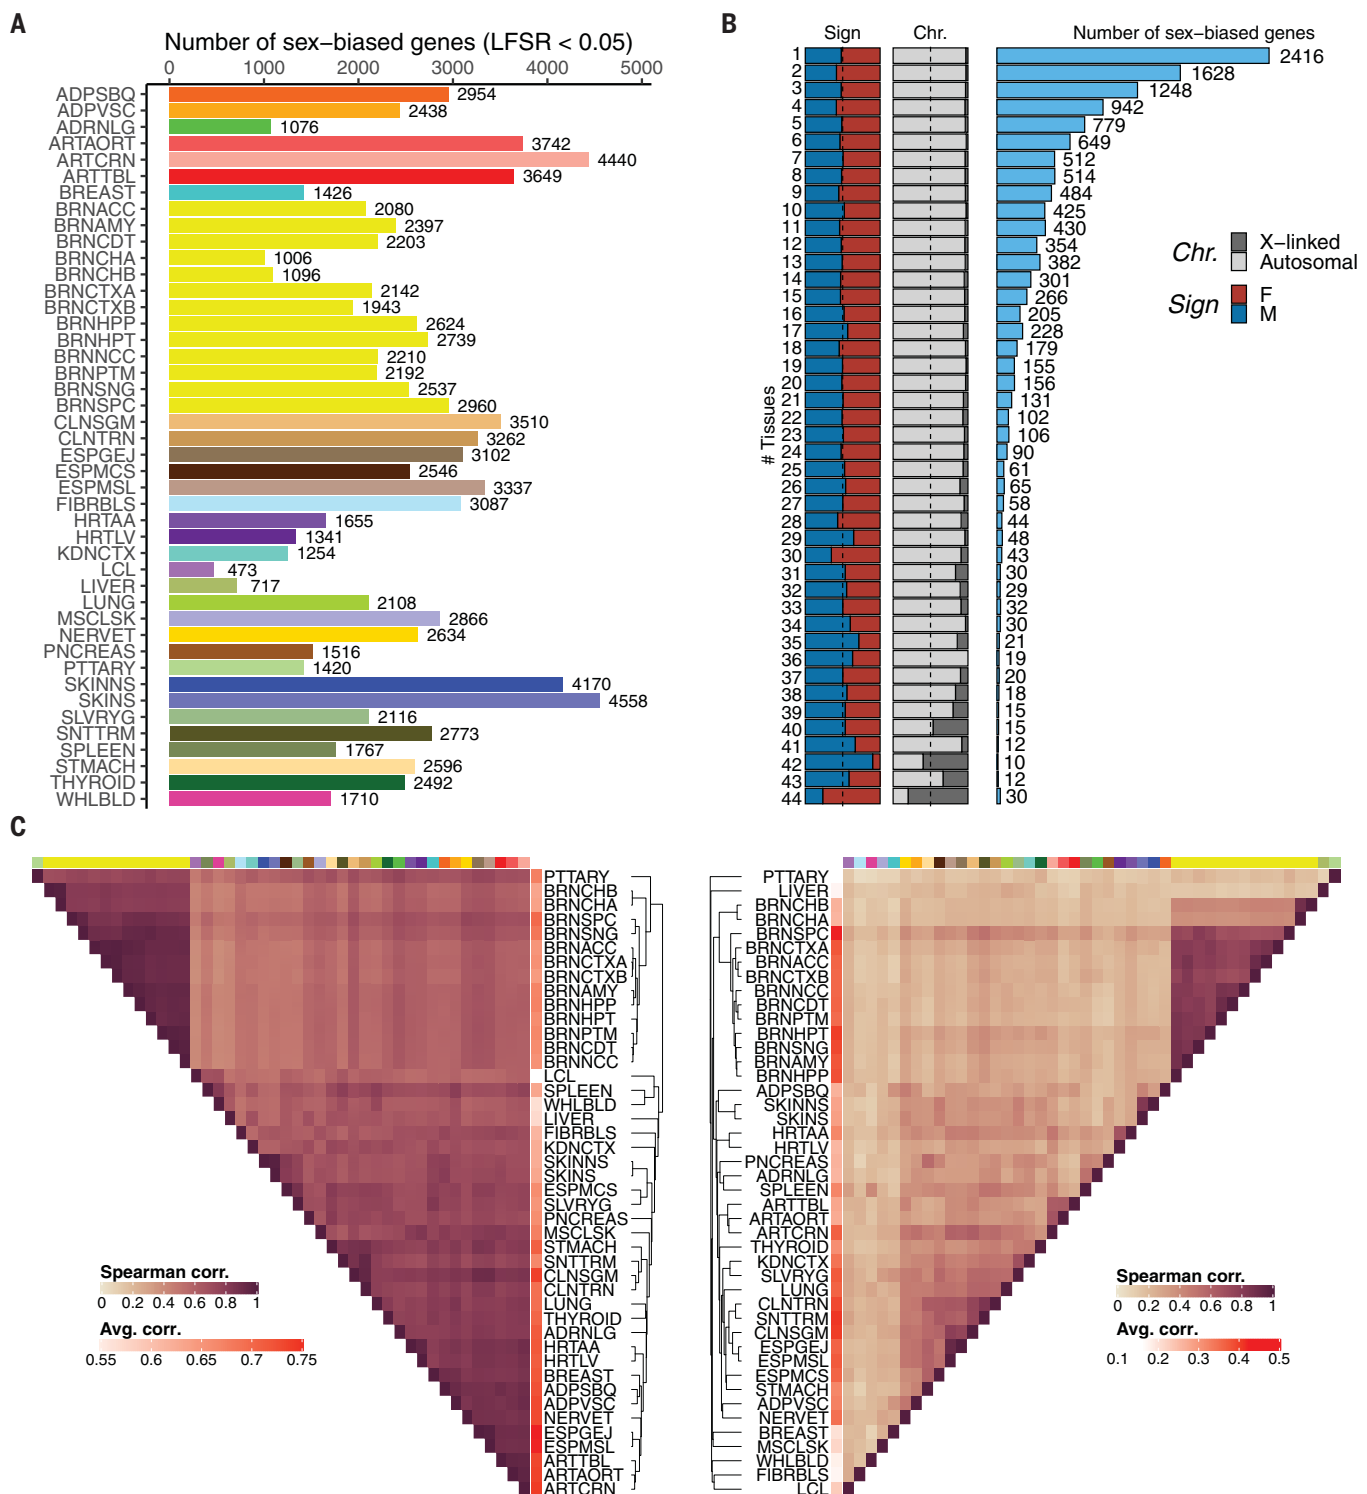 A
Number of sex−biased genes (LFSR < 0.05)
0 1000 2000 3000 4000 5000
ADPSBQ 2954
ADPVSC 2438
ADRNLG 1076
ARTAORT 3742
ARTCRN 4440
ARTTBL 3649
BREAST 1426
BRNACC 2080
BRNAMY 2397
BRNCDT 2203
BRNCHA 1006
BRNCHB 1096
BRNCTXA 2142
BRNCTXB 1943
BRNHPP 2624
BRNHPT 2739
BRNNCC 2210
BRNPTM 2192
BRNSNG 2537
BRNSPC 2960
CLNSGM 3510
CLNTRN 3262
ESPGEJ 3102
ESPMCS 2546
ESPMSL 3337
FIBRBLS 3087
HRTAA 1655
HRTLV 1341
KDNCTX 1254
LCL 473
LIVER 717
LUNG 2108
MSCLSK 2866
NERVET 2634
PNCREAS 1516
PTTARY 1420
SKINNS 4170
SKINS 4558
SLVRYG 2116
SNTTRM 2773
SPLEEN 1767
STMACH 2596
THYROID 2492
WHLBLD 1710
B
Sign Chr. Number of sex−biased genes
# Tissues
1 2416
2 1628
3 1248
4 942
5 779
6 649
7 512
8 514
9 484
10 425
11 430
12 354
13 382
14 301
15 266
16 205
17 228
18 179
19 155
20 156
21 131
22 102
23 106
24 90
25 61
26 65
27 58
28 44
29 48
30 43
31 30
32 29
33 32
34 30
35 21
36 19
37 20
38 18
39 15
40 15
41 12
42 10
43 12
44 30
Chr. X−linked
Autosomal
Sign F
M
C
PTTARY
BRNCHB
BRNCHA
BRNSPC
BRNSNG
BRNACC
BRNCTXA
BRNCTXB
BRNAMY
BRNHPP
BRNHPT
BRNPTM
BRNCDT
BRNNCC
LCL
SPLEEN
WHLBLD
LIVER
FIBRBLS
KDNCTX
SKINNS
SKINS
ESPMCS
SLVRYG
PNCREAS
MSCLSK
STMACH
SNTTRM
CLNSGM
CLNTRN
LUNG
THYROID
ADRNLG
HRTAA
HRTLV
BREAST
ADPSBQ
ADPVSC
NERVET
ESPGEJ
ESPMSL
ARTTBL
ARTAORT
ARTCRN
Spearman corr.
0 0.2 0.4 0.6 0.8 1
Avg. corr.
0.55 0.6 0.65 0.7 0.75
PTTARY
LIVER
BRNCHB
BRNCHA
BRNSPC
BRNCTXA
BRNACC
BRNCTXB
BRNNCC
BRNCDT
BRNPTM
BRNHPT
BRNSNG
BRNAMY
BRNHPP
ADPSBQ
SKINNS
SKINS
HRTAA
HRTLV
PNCREAS
ADRNLG
SPLEEN
ARTTBL
ARTAORT
ARTCRN
THYROID
KDNCTX
SLVRYG
LUNG
CLNTRN
SNTTRM
CLNSGM
ESPGEJ
ESPMSL
ESPMCS
STMACH
ADPVSC
NERVET
BREAST
MSCLSK
WHLBLD
FIBRBLS
LCL
Spearman corr.
0 0.2 0.4 0.6 0.8 1
Avg. corr.
0.1 0.2 0.3 0.4 0.5